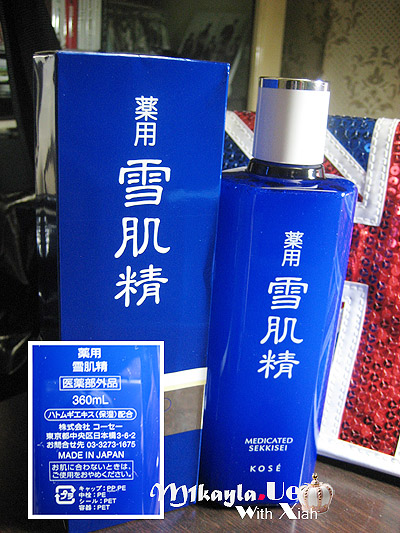 薬用
雪肌精
薬用
雪肌精
MEDICATED
SEKKISEI
KOSÉ
薬用
雪肌精
医薬部外品
360mL
ハトムギエキス(保湿)配合
株式会社 コーセー
東京都中央区日本橋3-6-2
お問合せ先 03-3273-1675
MADE IN JAPAN
お肌に合わないときは、
ご使用をおやめください。
キャップ:PP,PE
中栓:PE
シール:PET
容器:PET
M1kayla.Ue
With Xiah